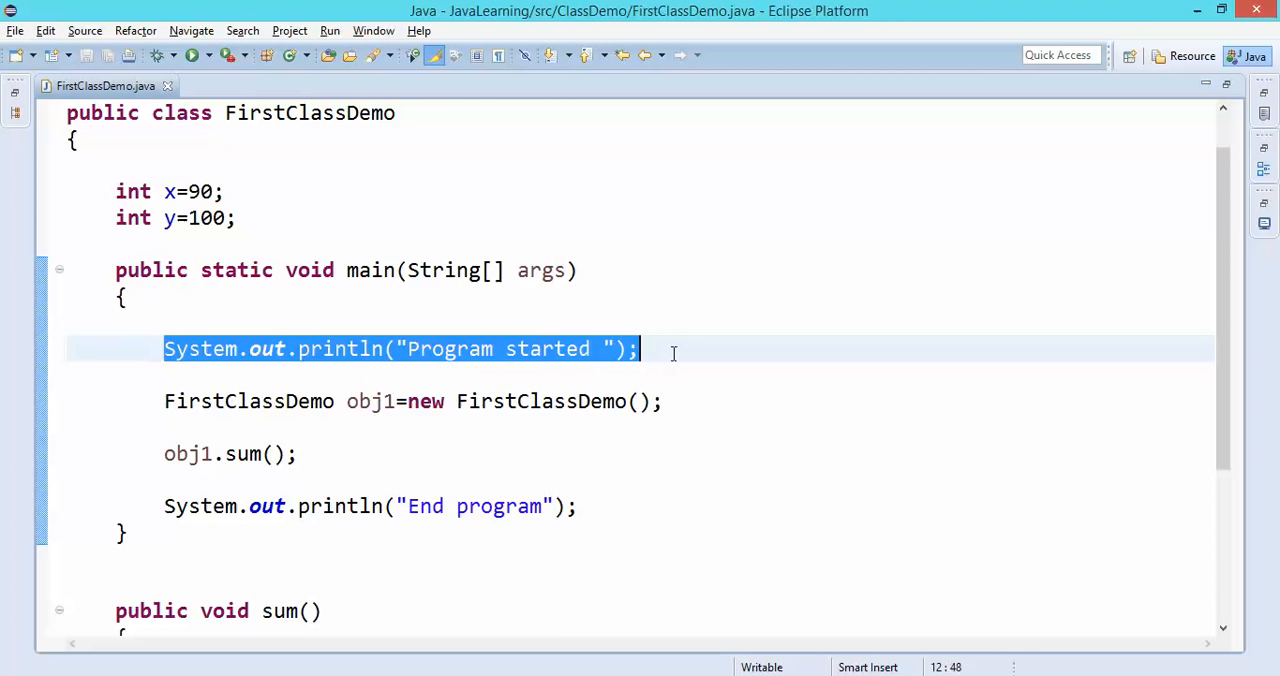 Java - JavaLearning/src/ClassDemo/FirstClassDemo.java - Eclipse Platform
File Edit Source Refactor Navigate Search Project Run Window Help
Quick Access Resource Java
FirstClassDemo.java
public class FirstClassDemo
{
int x=90;
int y=100;
public static void main(String[] args)
{
System.out.println("Program started ");
FirstClassDemo obj1=new FirstClassDemo();
obj1.sum();
System.out.println("End program");
}
public void sum()
{
Writable Smart Insert 12 : 48